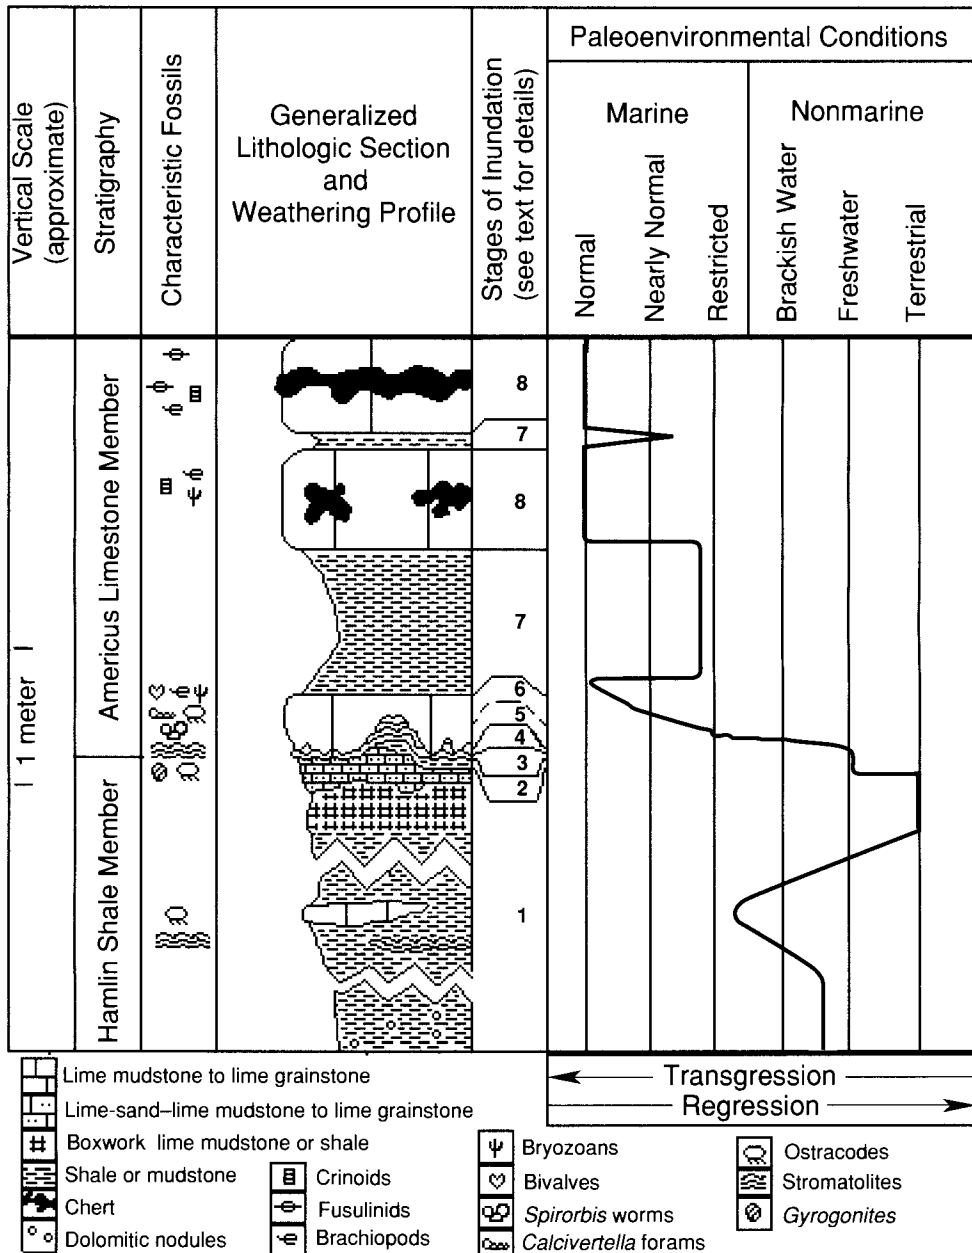 Paleoenvironmental Conditions
Vertical Scale
(approximate)
Stratigraphy
Characteristic Fossils
Generalized
Lithologic Section
and
Weathering Profile
Stages of Inundation
(see text for details)
Marine
Nonmarine
Normal
Nearly Normal
Restricted
Brackish Water
Freshwater
Terrestrial
1 meter
Americus Limestone Member
Hamlin Shale Member
8
7
8
7
6
5
4
3
2
1
Transgression
Regression
Lime mudstone to lime grainstone
Lime-sand–lime mudstone to lime grainstone
Boxwork lime mudstone or shale
Shale or mudstone
Chert
Dolomitic nodules
Crinoids
Fusulinids
Brachiopods
Bryozoans
Bivalves
Spirorbis worms
Calcivertella forams
Ostracodes
Stromatolites
Gyrogonites